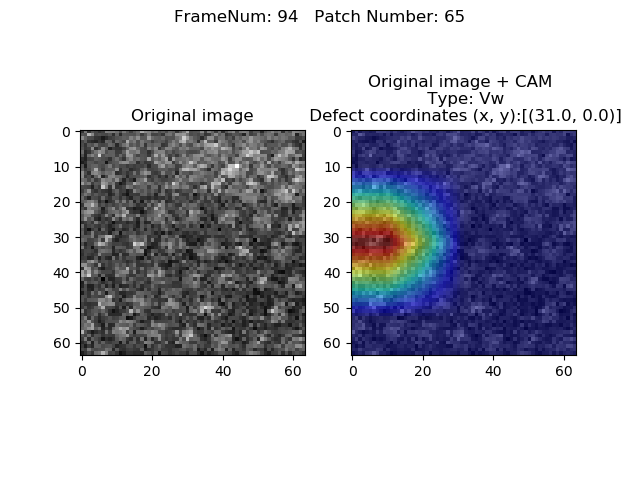 FrameNum: 94   Patch Number: 65
Original image
Original image + CAM
Type: Vw
Defect coordinates (x, y):[(31.0, 0.0)]
0
10
20
30
40
50
60
0 20 40 60
0
10
20
30
40
50
60
0 20 40 60